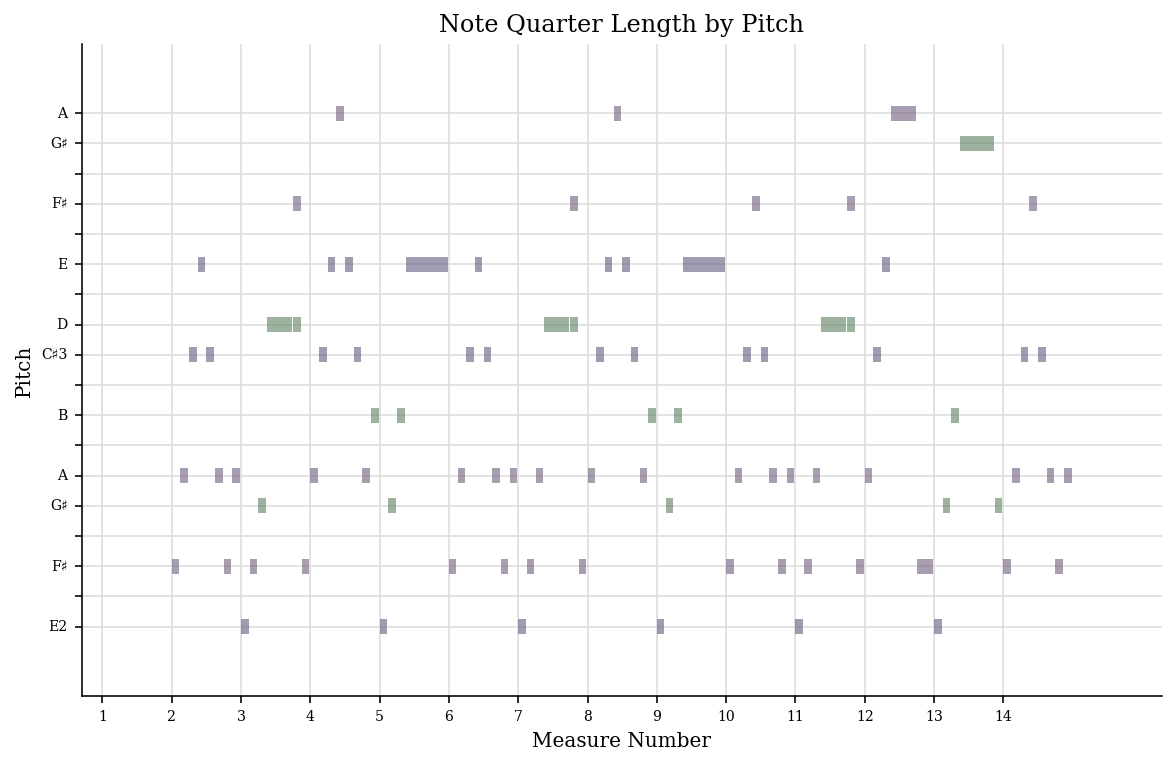 Note Quarter Length by Pitch
A
G♯
F♯
E
D
C♯3
B
A
G♯
F♯
E2
Pitch
1 2 3 4 5 6 7 8 9 10 11 12 13 14
Measure Number